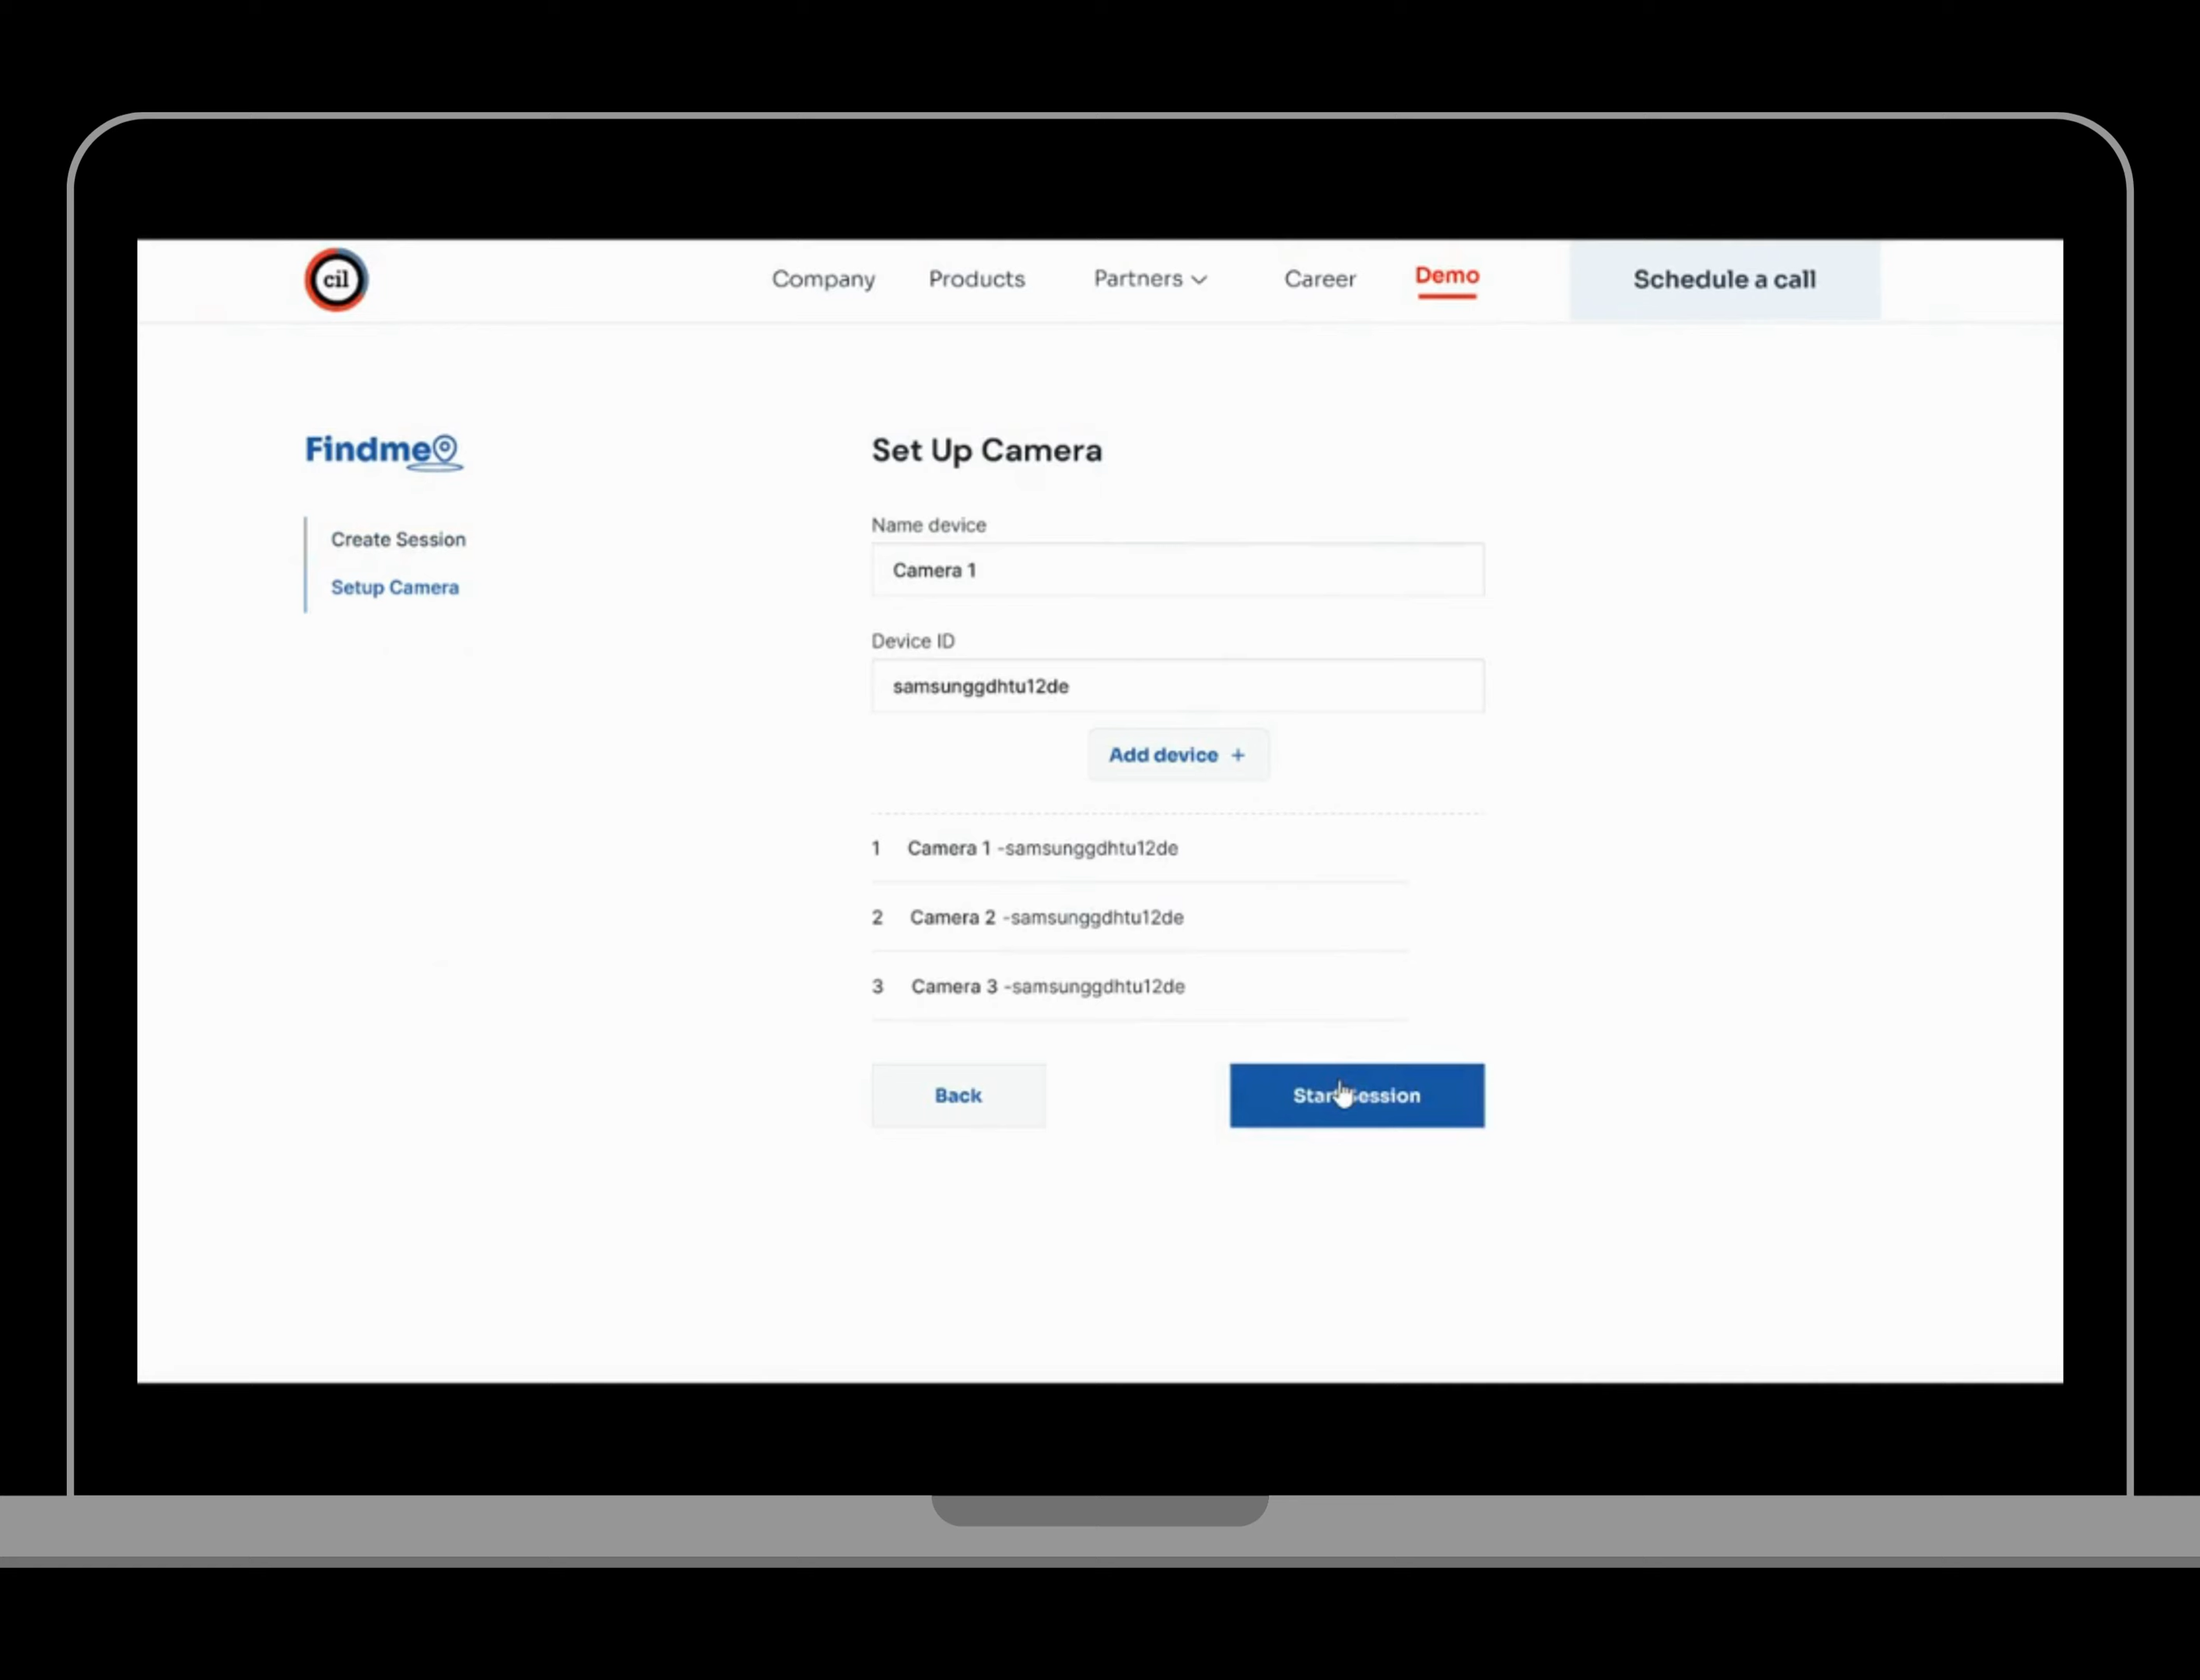 cil
Company Products Partners Career Demo Schedule a call
Findme
Create Session
Setup Camera
Set Up Camera
Name device
Camera 1
Device ID
samsunggdhtu12de
Add device +
1 Camera 1 -samsunggdhtu12de
2 Camera 2 -samsunggdhtu12de
3 Camera 3 -samsunggdhtu12de
Back
Start Session